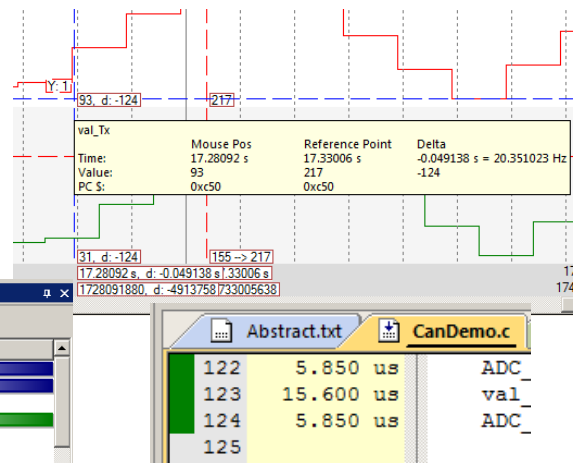 Y: 1
93, d: -124
217
val_Tx
Mouse Pos Reference Point Delta
Time: 17.28092 s 17.33006 s -0.049138 s = 20.351023 Hz
Value: 93 217 -124
PC $: 0xc50 0xc50
31, d: -124
155 --> 217
17.28092 s, d: -0.049138 s
7.33006 s
17
1728091880, d: -4913758
733005638
174
Abstract.txt CanDemo.c
122 5.850 us ADC_
123 15.600 us val_
124 5.850 us ADC_
125